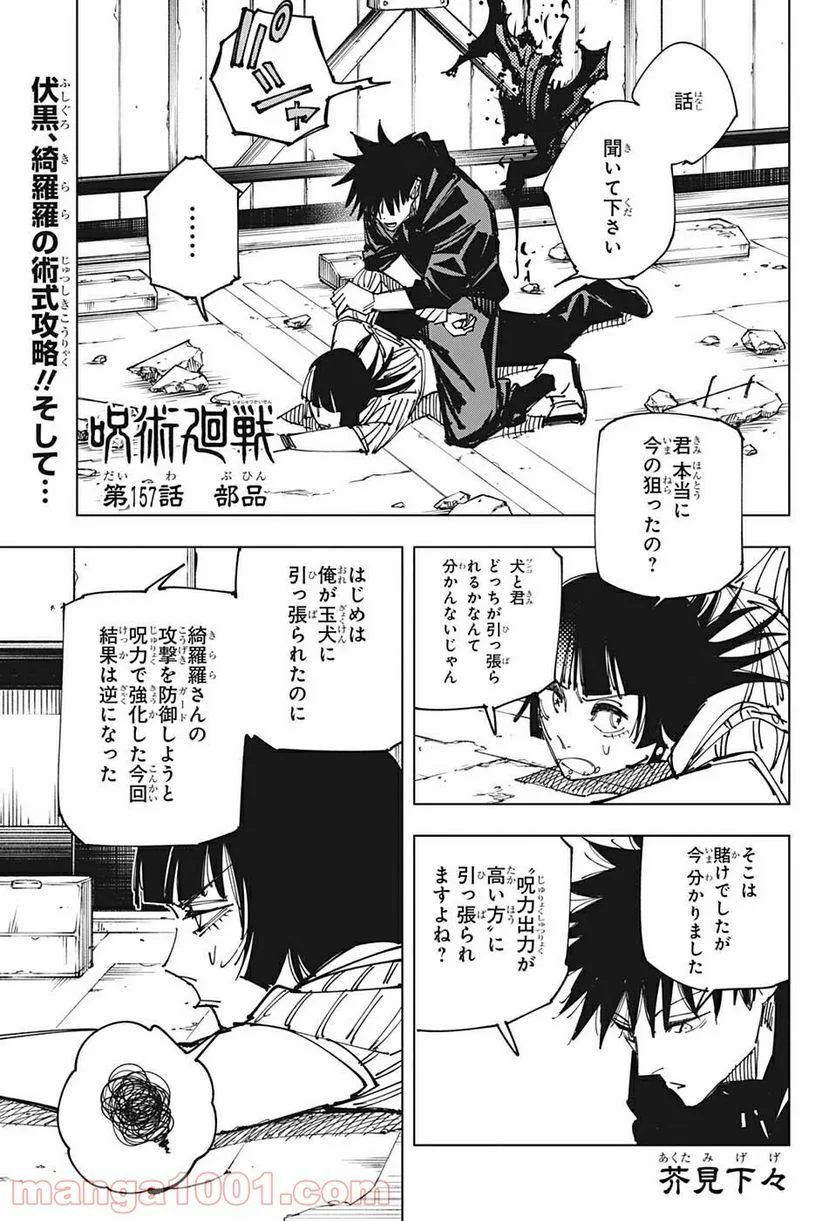 伏黒、綺羅羅の術式攻略!!そして…
話
聞いて下さい
……
呪術廻戦
第157話 部品
君 本当に
今の狙ったの?
犬と君
どっちが引っ張ら
れるかなんて
分かんないじゃん
そこは
賭けでしたが
今 分かりました
“呪力出力が
高い方”に
引っ張られ
ますよね?
はじめは
俺が玉犬に
引っ張られたのに
綺羅羅さんの
攻撃を防御しようと
呪力で強化した今回
結果は逆になった
芥見下々
manga1001.com